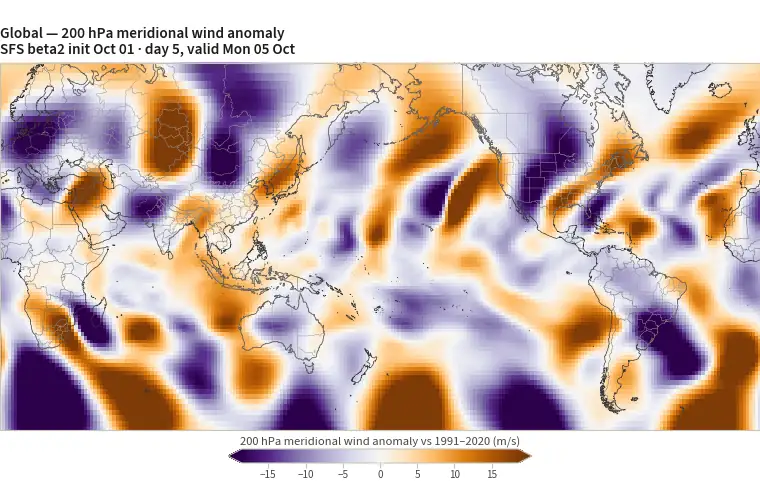 Global — 200 hPa meridional wind anomaly
SFS beta2 init Oct 01 · day 5, valid Mon 05 Oct
200 hPa meridional wind anomaly vs 1991–2020 (m/s)
−15 −10 −5 0 5 10 15